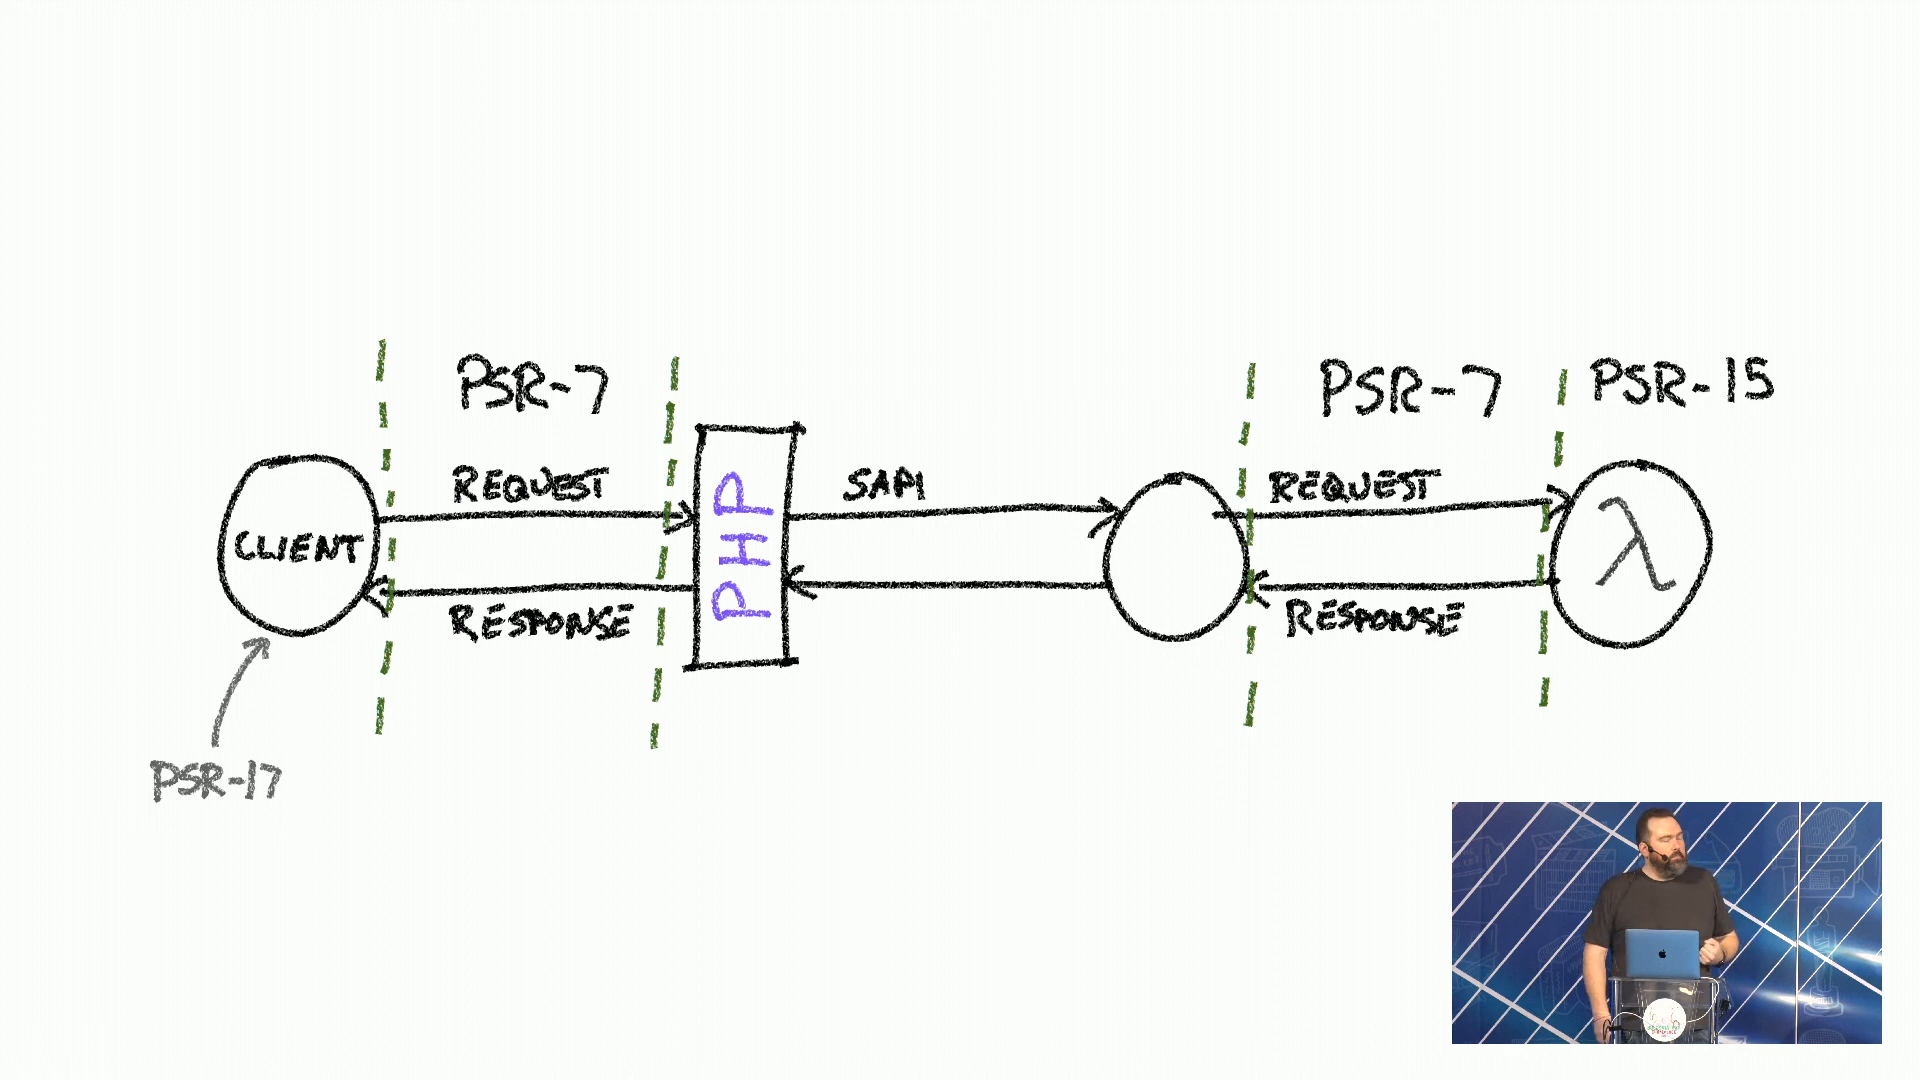 PSR-7
PSR-7
PSR-15
REQUEST
SAPI
REQUEST
CLIENT
PHP
λ
RESPONSE
RESPONSE
PSR-17